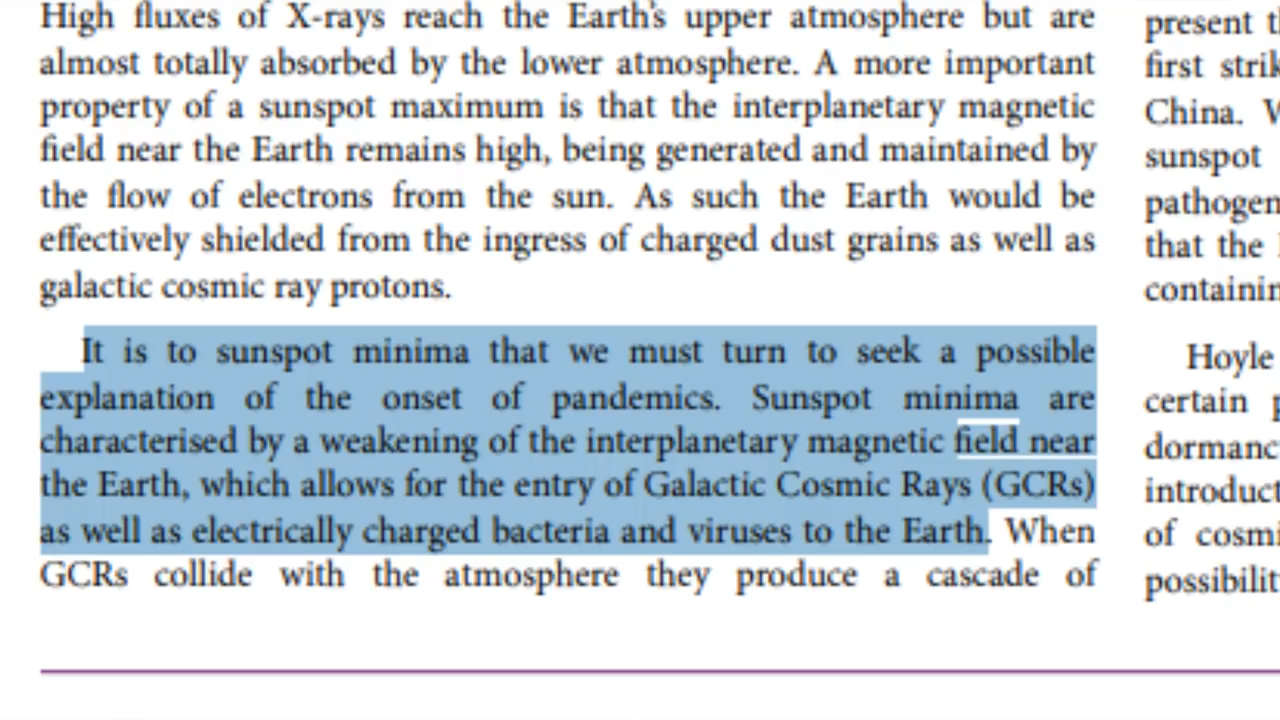 High fluxes of X-rays reach the Earth's upper atmosphere but are
almost totally absorbed by the lower atmosphere. A more important
property of a sunspot maximum is that the interplanetary magnetic
field near the Earth remains high, being generated and maintained by
the flow of electrons from the sun. As such the Earth would be
effectively shielded from the ingress of charged dust grains as well as
galactic cosmic ray protons.
It is to sunspot minima that we must turn to seek a possible
explanation of the onset of pandemics. Sunspot minima are
characterised by a weakening of the interplanetary magnetic field near
the Earth, which allows for the entry of Galactic Cosmic Rays (GCRs)
as well as electrically charged bacteria and viruses to the Earth. When
GCRs collide with the atmosphere they produce a cascade of
present
first
China.
sunspot
that the
Hoyle
certain
of